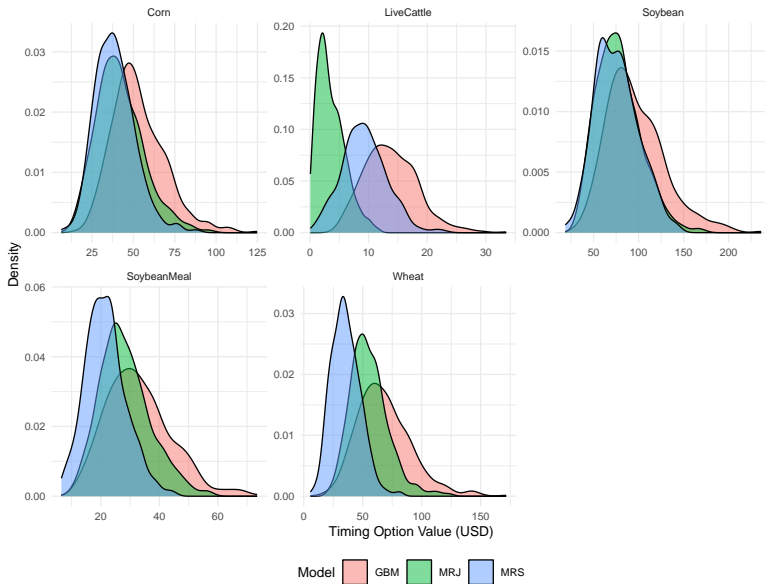 Corn
LiveCattle
Soybean
0.03
0.02
0.01
0.00
25 50 75 100 125
0.20
0.15
0.10
0.05
0.00
0 10 20 30
0.015
0.010
0.005
0.000
50 100 150 200
Density
SoybeanMeal
Wheat
0.06
0.04
0.02
0.00
20 40 60
0.03
0.02
0.01
0.00
0 50 100 150
Timing Option Value (USD)
Model GBM MRJ MRS